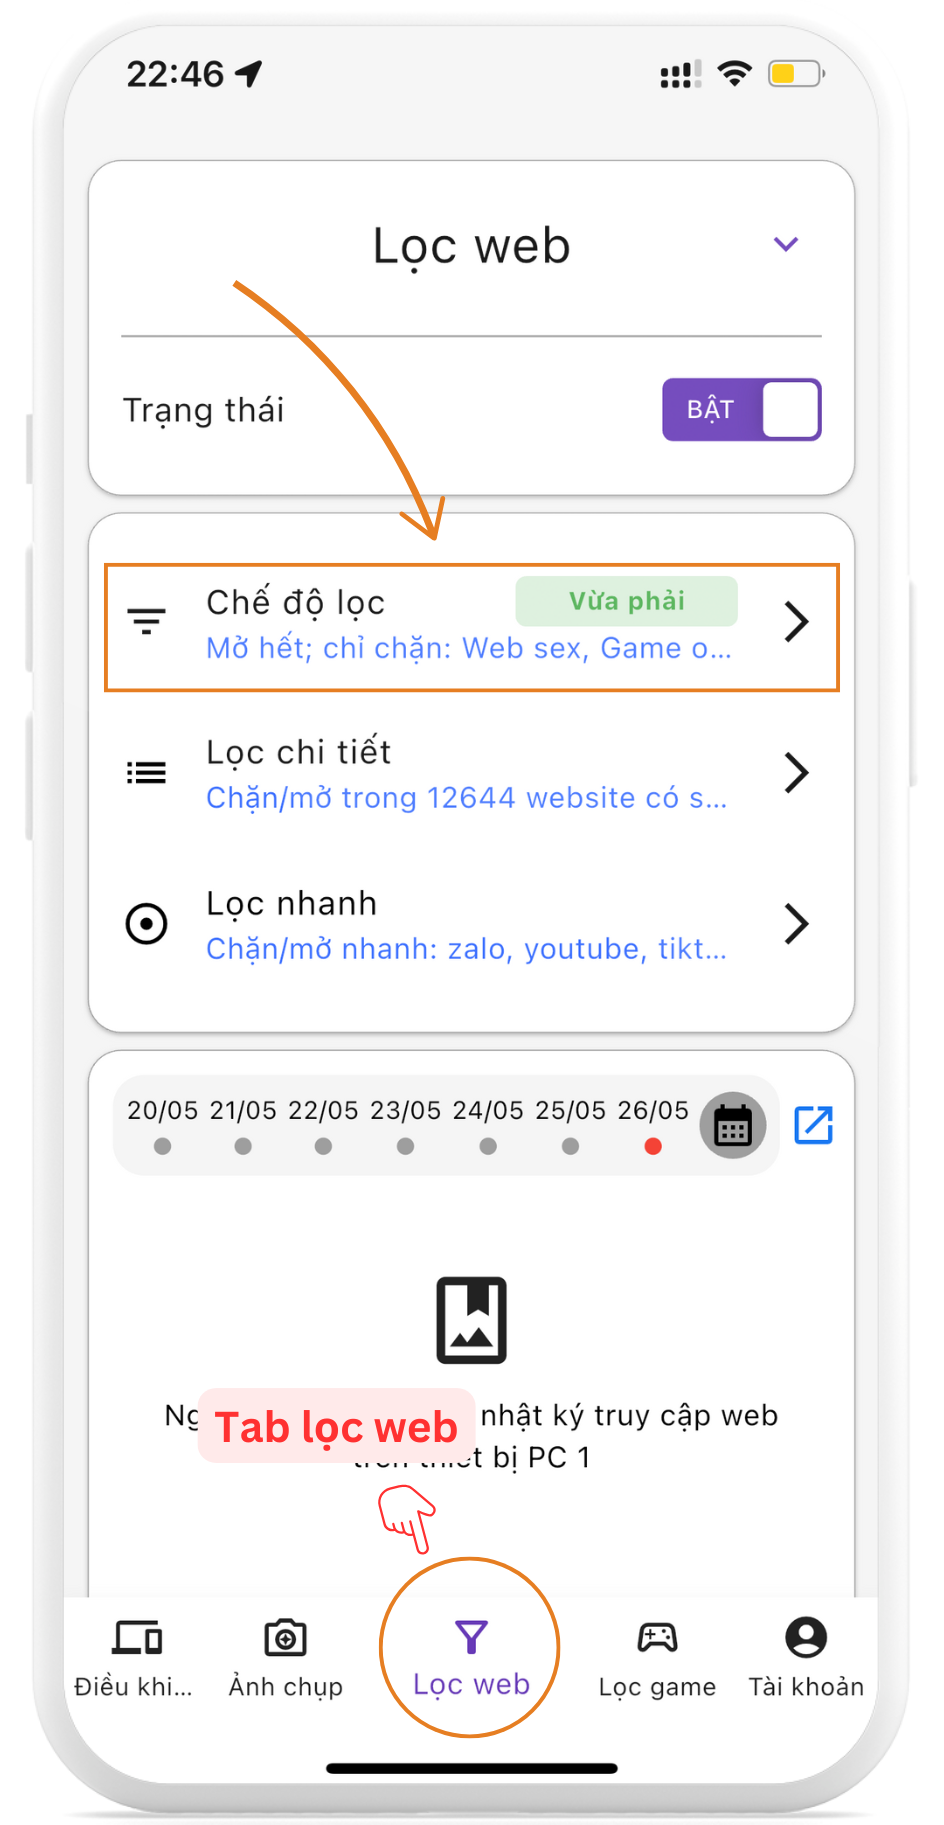 22:46
Lọc web
Trạng thái
BẬT
Chế độ lọc
Vừa phải
Mở hết; chỉ chặn: Web sex, Game o...
Lọc chi tiết
Chặn/mở trong 12644 website có s...
Lọc nhanh
Chặn/mở nhanh: zalo, youtube, tikt...
20/05 21/05 22/05 23/05 24/05 25/05 26/05
Tab lọc web
nhật ký truy cập web
bị PC 1
Điều khi...
Ảnh chụp
Lọc web
Lọc game
Tài khoản